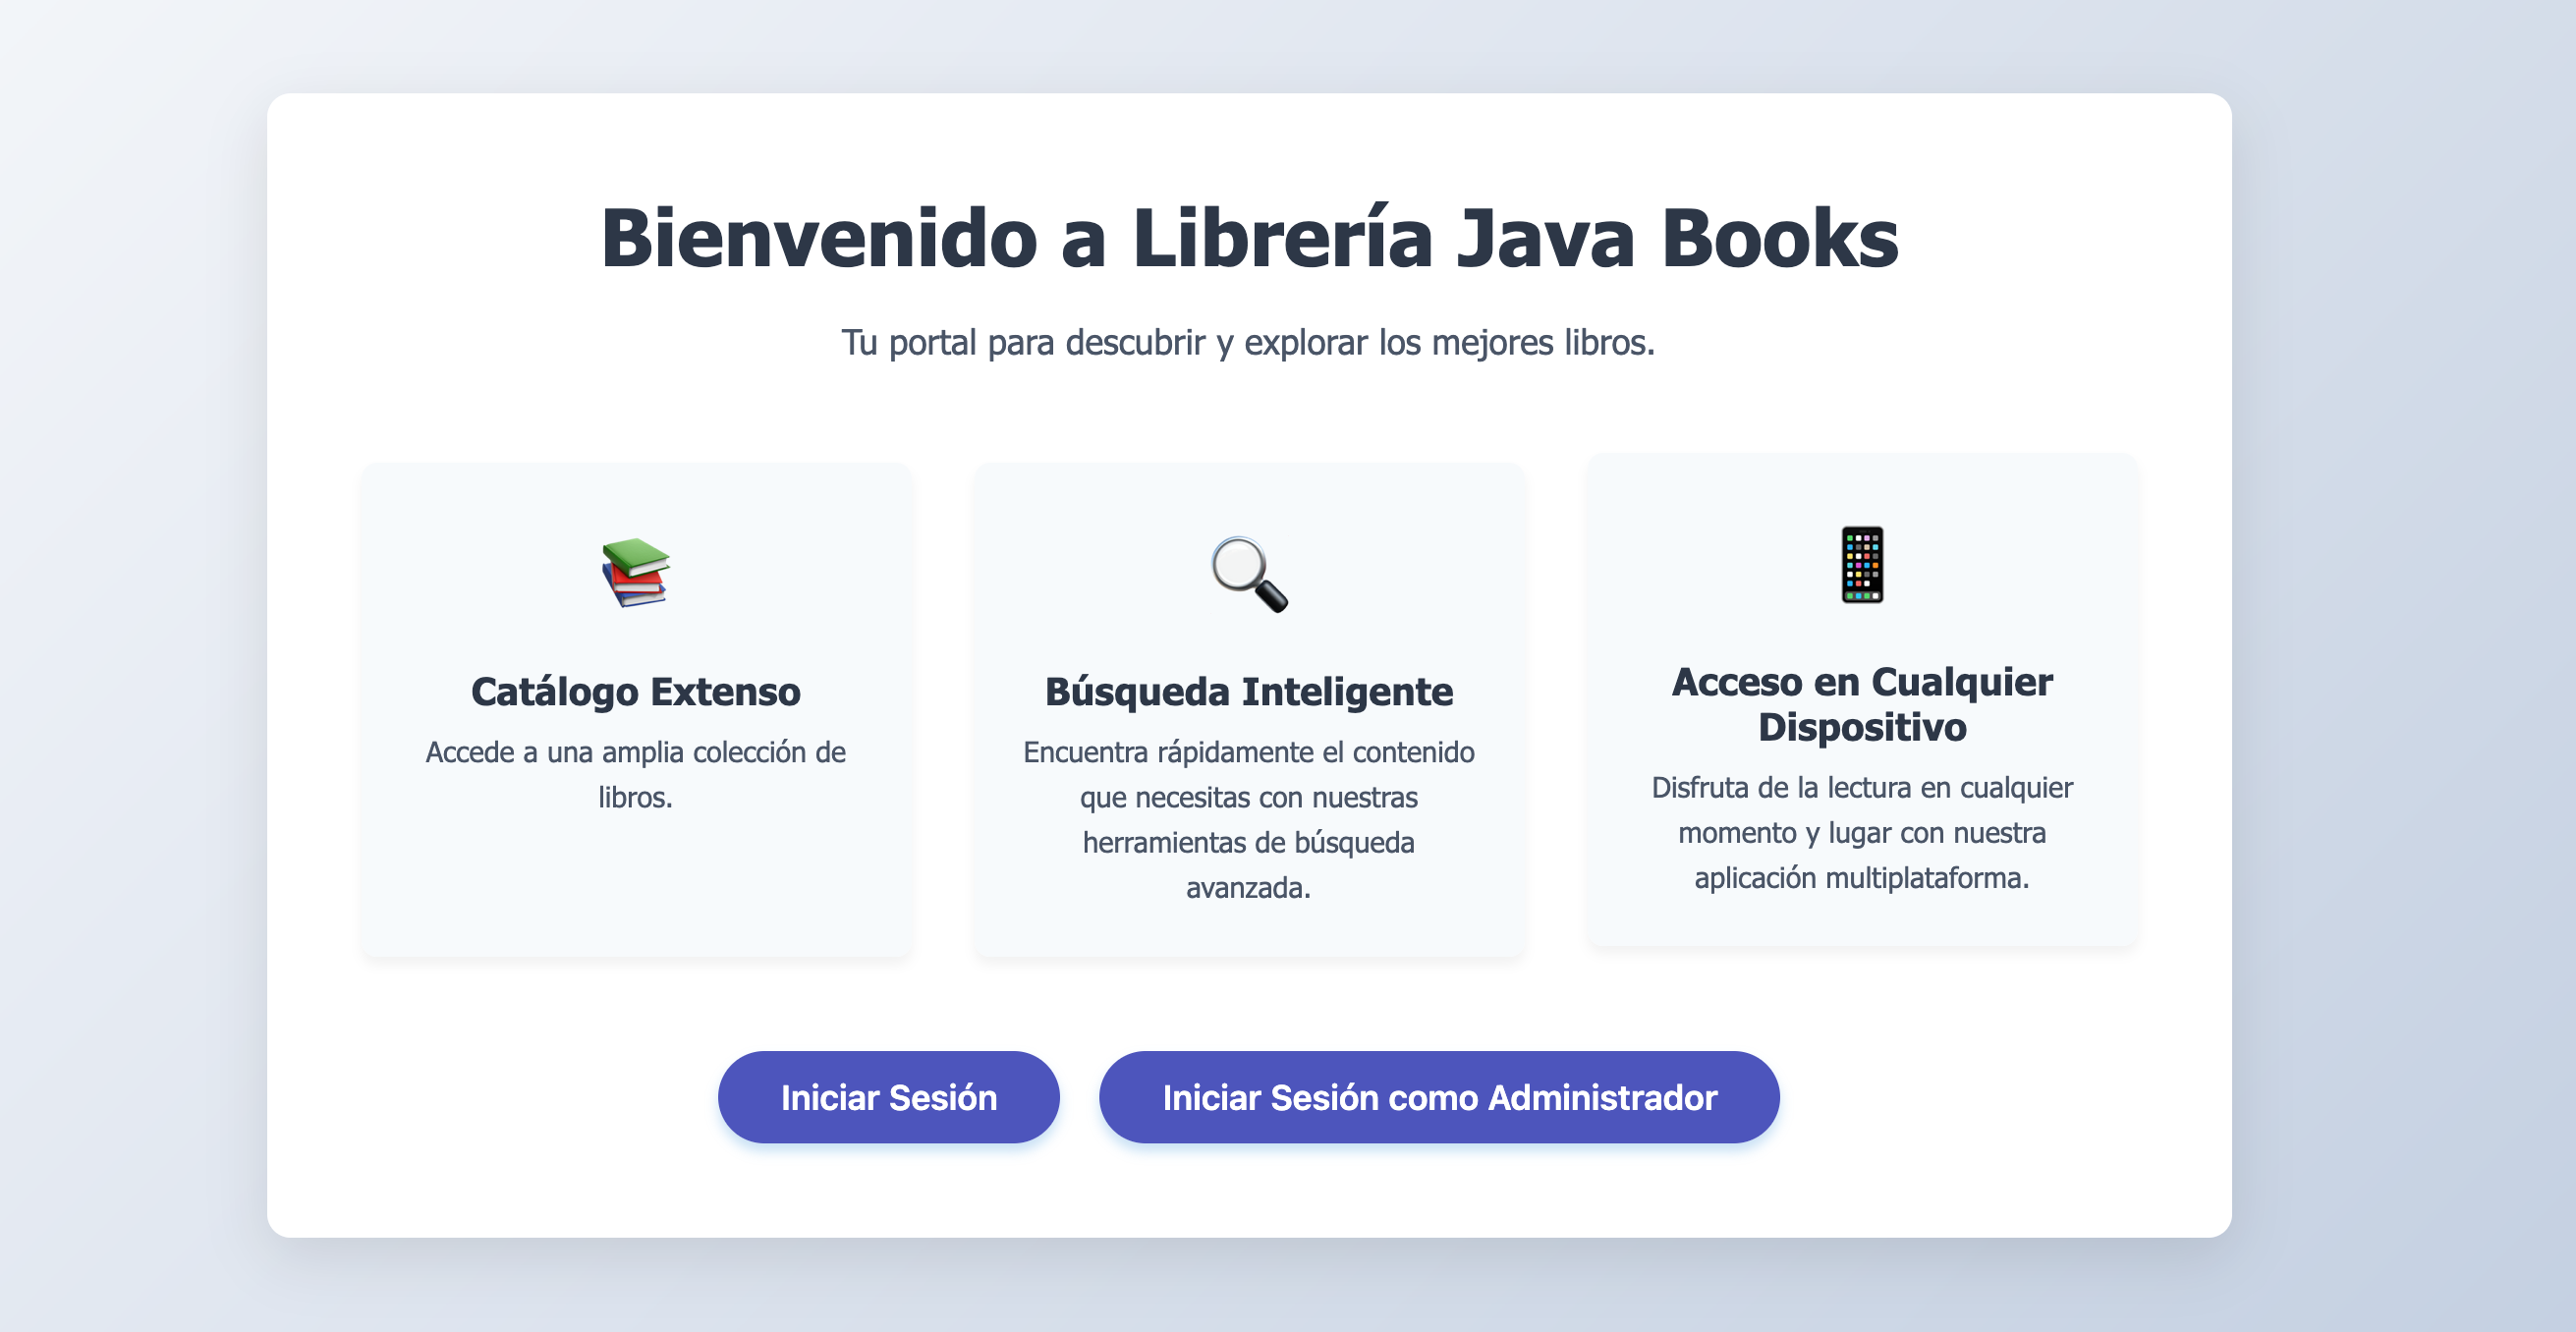 Bienvenido a Librería Java Books
Tu portal para descubrir y explorar los mejores libros.
Catálogo Extenso
Accede a una amplia colección de
libros.
Búsqueda Inteligente
Encuentra rápidamente el contenido
que necesitas con nuestras
herramientas de búsqueda
avanzada.
Acceso en Cualquier
Dispositivo
Disfruta de la lectura en cualquier
momento y lugar con nuestra
aplicación multiplataforma.
Iniciar Sesión
Iniciar Sesión como Administrador